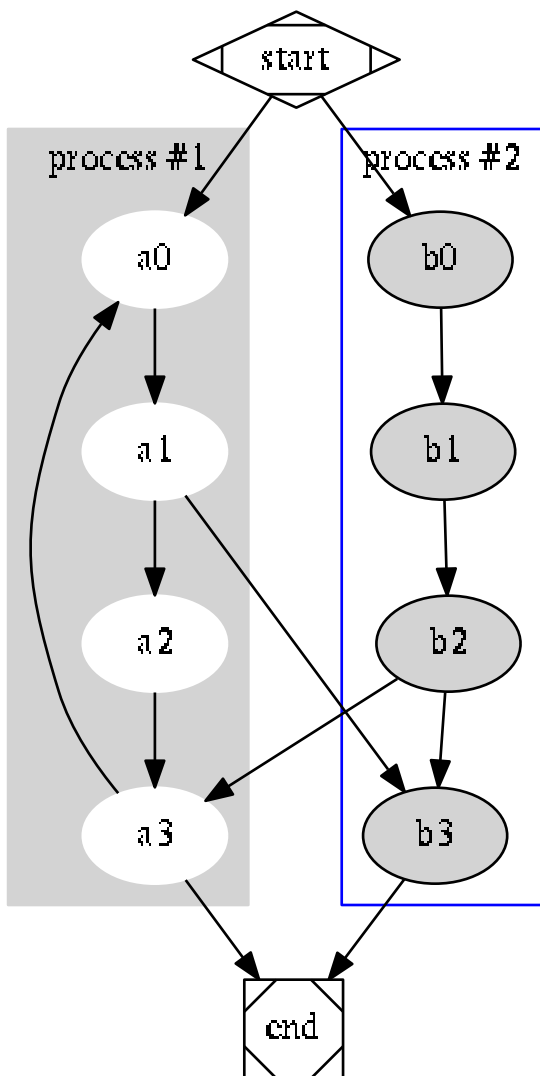 start
process #1
process #2
a0
b0
a1
b1
a2
b2
a3
b3
end